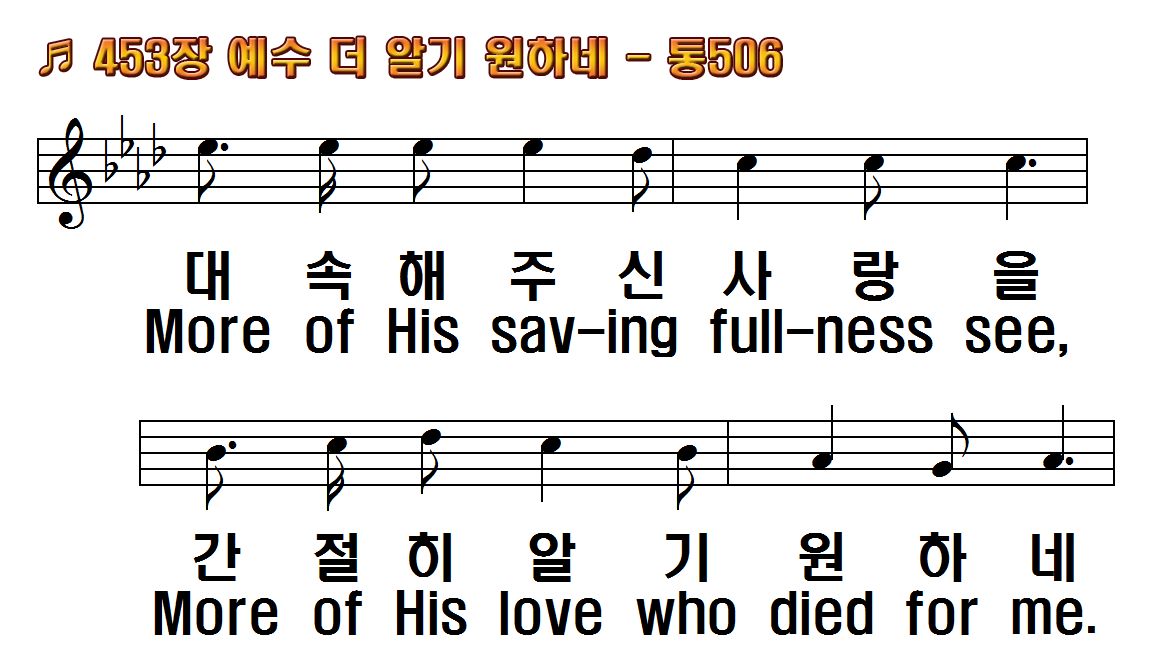 ♬ 453장 예수 더 알기 원하네 - 통506
대 속 해 주 신 사 랑 을
More of His sav-ing full-ness see,
간 절 히 알 기 원 하 네
More of His love who died for me.